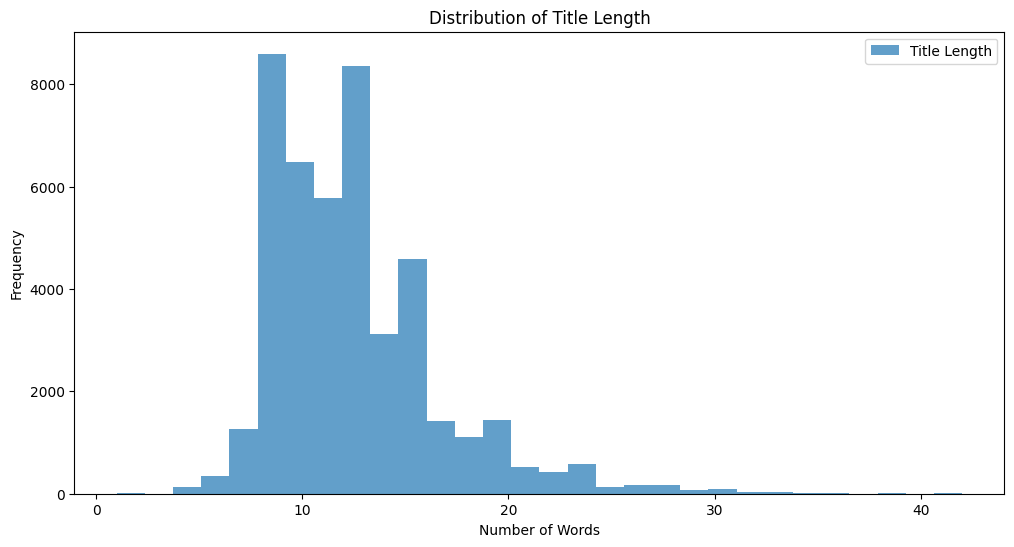 Distribution of Title Length
Title Length
8000
6000
4000
2000
0
Frequency
0 10 20 30 40
Number of Words